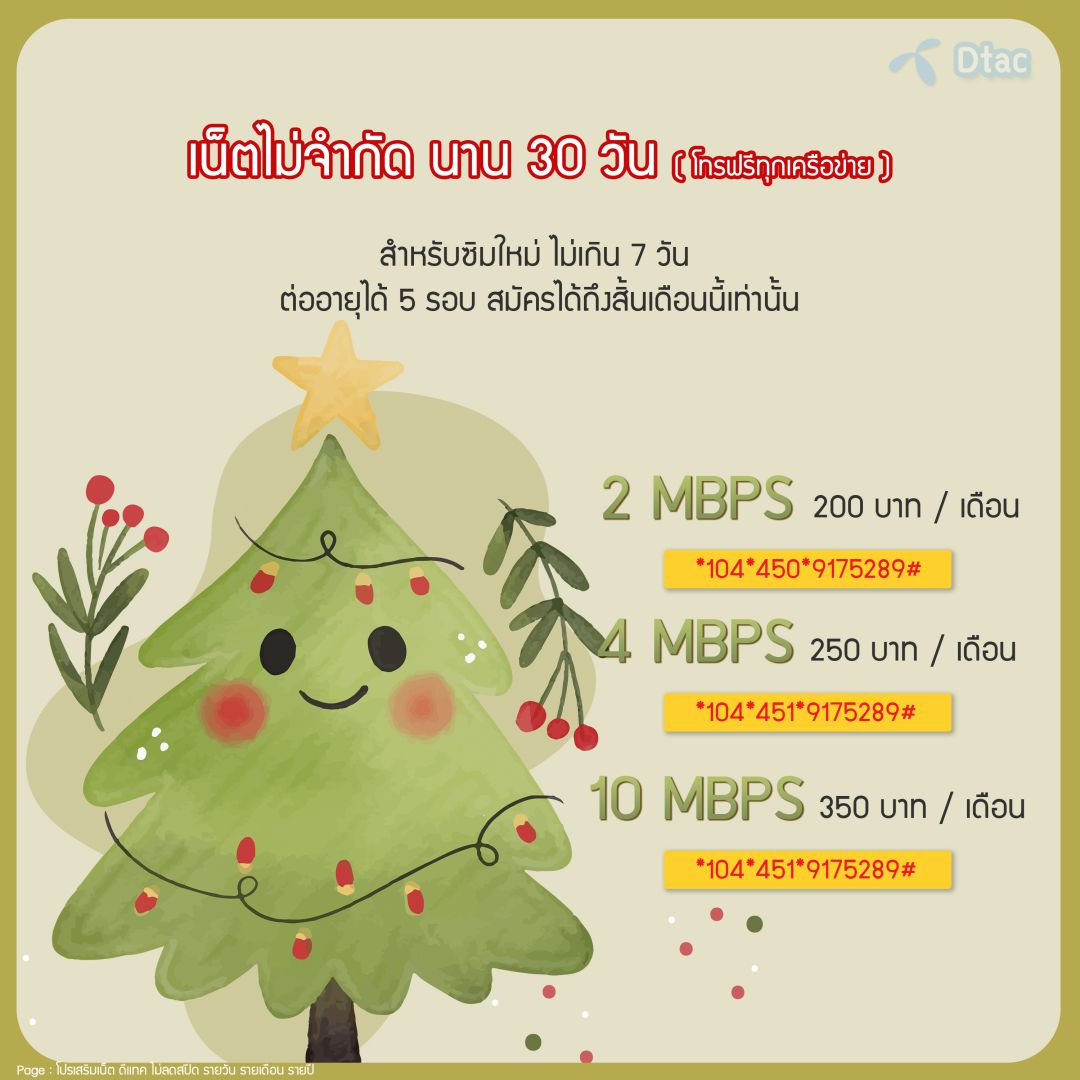 Dtac
เน็ตไม่จำกัด นาน 30 วัน ( โทรฟรีทุกเครือข่าย )
สำหรับซิมใหม่ ไม่เกิน 7 วัน
ต่ออายุได้ 5 รอบ สมัครได้ถึงสิ้นเดือนนี้เท่านั้น
2 MBPS 200 บาท / เดือน
*104*450*9175289#
4 MBPS 250 บาท / เดือน
*104*451*9175289#
10 MBPS 350 บาท / เดือน
*104*451*9175289#
Page : โปรเสริมเน็ต ดีแทค ไม่ลดสปีด รายวัน รายเดือน รายปี